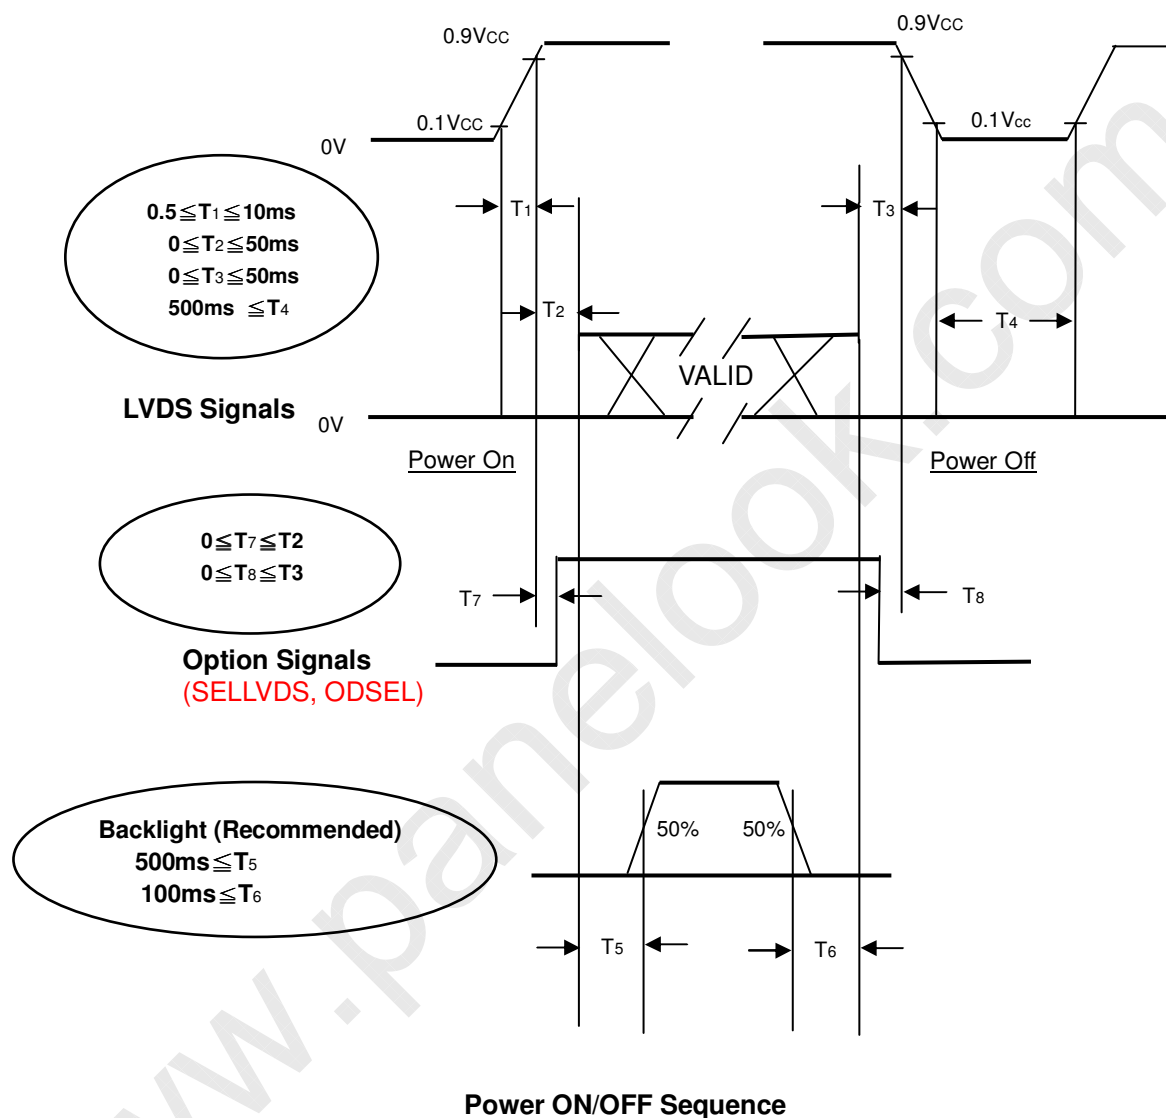 0.9VCC 0.9VCC
0.1VCC 0.1Vcc
0V
0.5≦T1≦10ms
0≦T2≦50ms
0≦T3≦50ms
500ms ≦T4
T1 T3
T2 T4
VALID
LVDS Signals 0V
Power On Power Off
0≦T7≦T2
0≦T8≦T3
T7 T8
Option Signals
(SELLVDS, ODSEL)
Backlight (Recommended)
500ms≦T5
100ms≦T6
50% 50%
T5 T6
Power ON/OFF Sequence
www.panelook.com